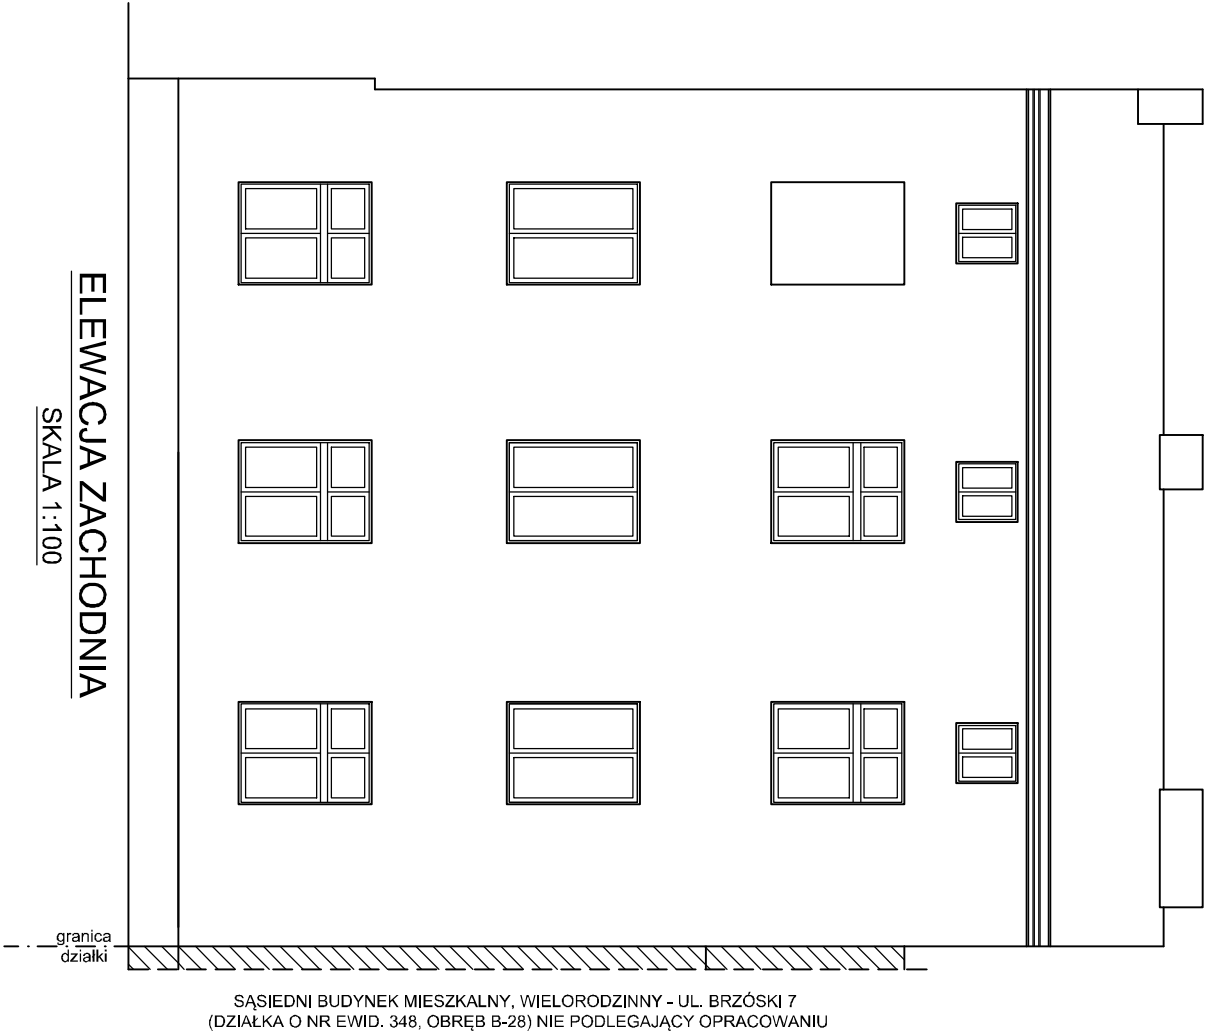 ELEWACJA ZACHODNIA
SKALA 1:100
granica
działki
SĄSIEDNI BUDYNEK MIESZKALNY, WIELORODZINNY - UL. BRZÓSKI 7
(DZIAŁKA O NR EWID. 348, OBRĘB B-28) NIE PODLEGAJĄCY OPRACOWANIU